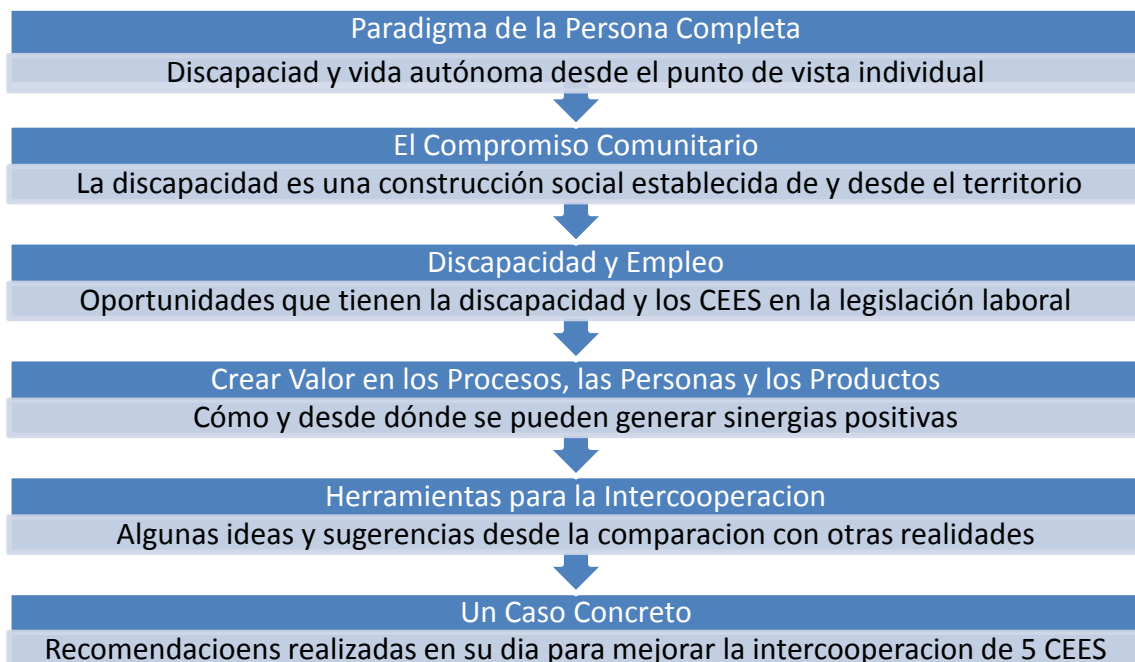 Paradigma de la Persona Completa
Discapaciad y vida autónoma desde el punto de vista individual
El Compromiso Comunitario
La discapacidad es una construcción social establecida de y desde el territorio
Discapacidad y Empleo
Oportunidades que tienen la discapacidad y los CEES en la legislación laboral
Crear Valor en los Procesos, las Personas y los Productos
Cómo y desde dónde se pueden generar sinergias positivas
Herramientas para la Intercooperacion
Algunas ideas y sugerencias desde la comparacion con otras realidades
Un Caso Concreto
Recomendacioens realizadas en su dia para mejorar la intercooperacion de 5 CEES